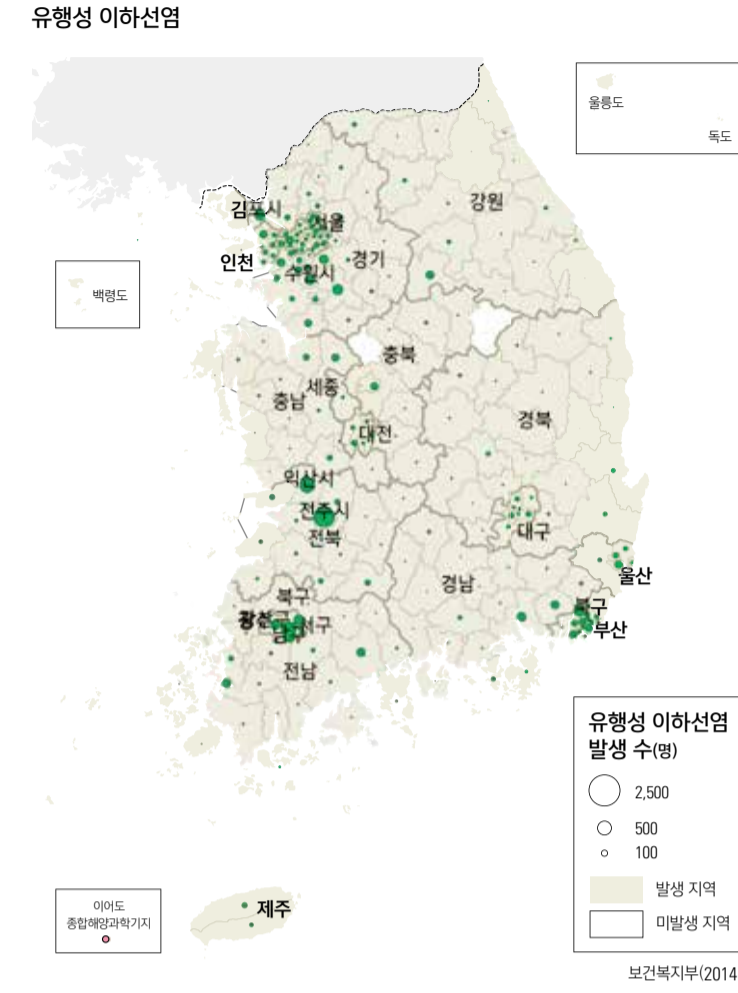 유행성 이하선염
울릉도
독도
강원
김포시
서울
인천
경기
수원시
백령도
충북
세종
충남
경북
대전
익산서
전주시
대구
전북
경남
울산
북구
북구
서구
부산
전남
유행성 이하선염
발생 수(명)
2,500
500
100
발생 지역
미발생 지역
이어도
종합해양과학기지
제주
보건복지부(2014